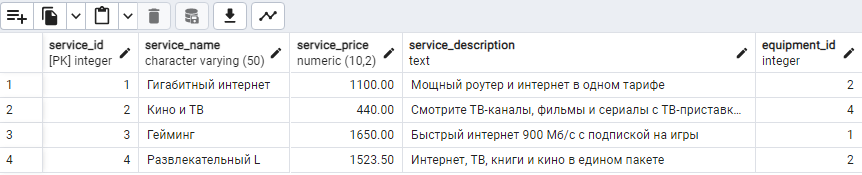 service_id service_name service_price service_description equipment_id
[PK] integer character varying (50) numeric (10,2) text integer
1 1 Гигабитный интернет 1100.00 Мощный роутер и интернет в одном тарифе 2
2 2 Кино и ТВ 440.00 Смотрите ТВ-каналы, фильмы и сериалы с ТВ-приставк... 4
3 3 Гейминг 1650.00 Быстрый интернет 900 Мб/с с подпиской на игры 1
4 4 Развлекательный L 1523.50 Интернет, ТВ, книги и кино в едином пакете 2